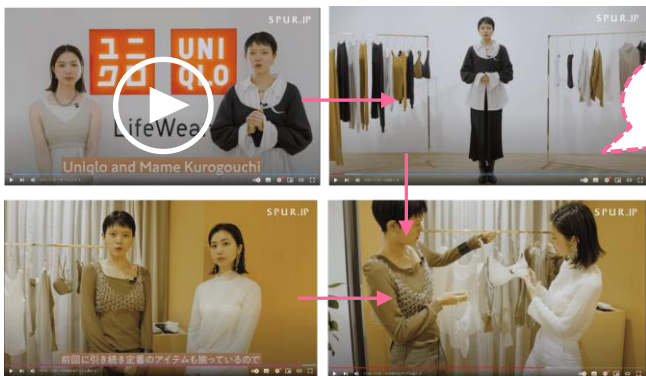 SPUR.JP
SPUR.JP
ユニ
クロ
UNI
QLO
LifeWear
Uniqlo and Mame Kurogouchi
SPUR.JP
SPUR.JP
前回に引き続き定番のアイテムも揃っているので